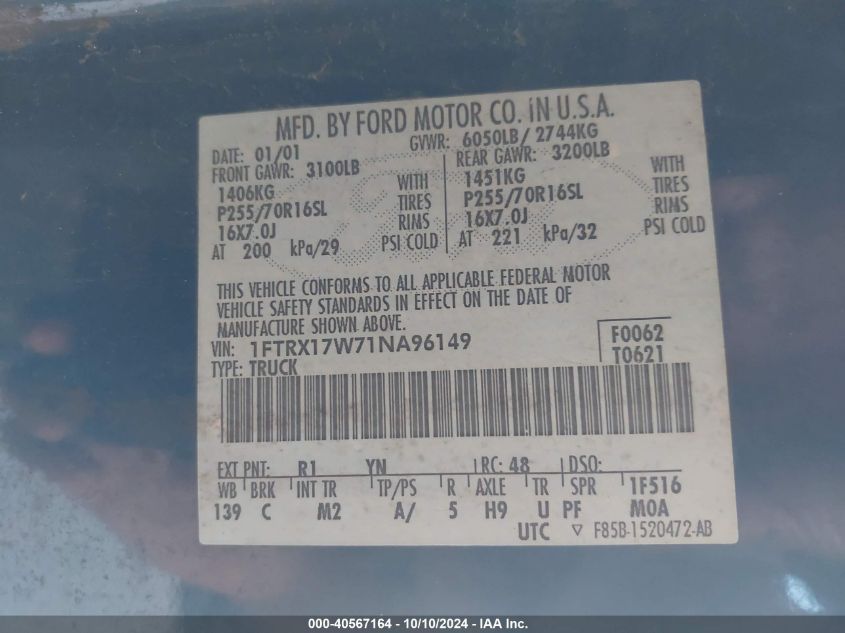 MFD. BY FORD MOTOR CO. IN U.S.A.
DATE: 01/01 GVWR: 6050LB/ 2744KG
FRONT GAWR: 3100LB REAR GAWR: 3200LB
1406KG WITH 1451KG WITH
P255/70R16SL TIRES P255/70R16SL TIRES
16X7.0J RIMS 16X7.0J RIMS
AT 200 kPa/29 PSI COLD AT 221 kPa/32 PSI COLD
THIS VEHICLE CONFORMS TO ALL APPLICABLE FEDERAL MOTOR
VEHICLE SAFETY STANDARDS IN EFFECT ON THE DATE OF
MANUFACTURE SHOWN ABOVE.
VIN: 1FTRX17W71NA96149 F0062
TYPE: TRUCK T0621
EXT PNT: R1 YN RC: 48 DSO:
WB BRK INT TR TP/PS R AXLE TR SPR 1F516
139 C M2 A/ 5 H9 U PF MOA
UTC ▽ F85B-1520472-AB
000-40567164 - 10/10/2024 - IAA Inc.